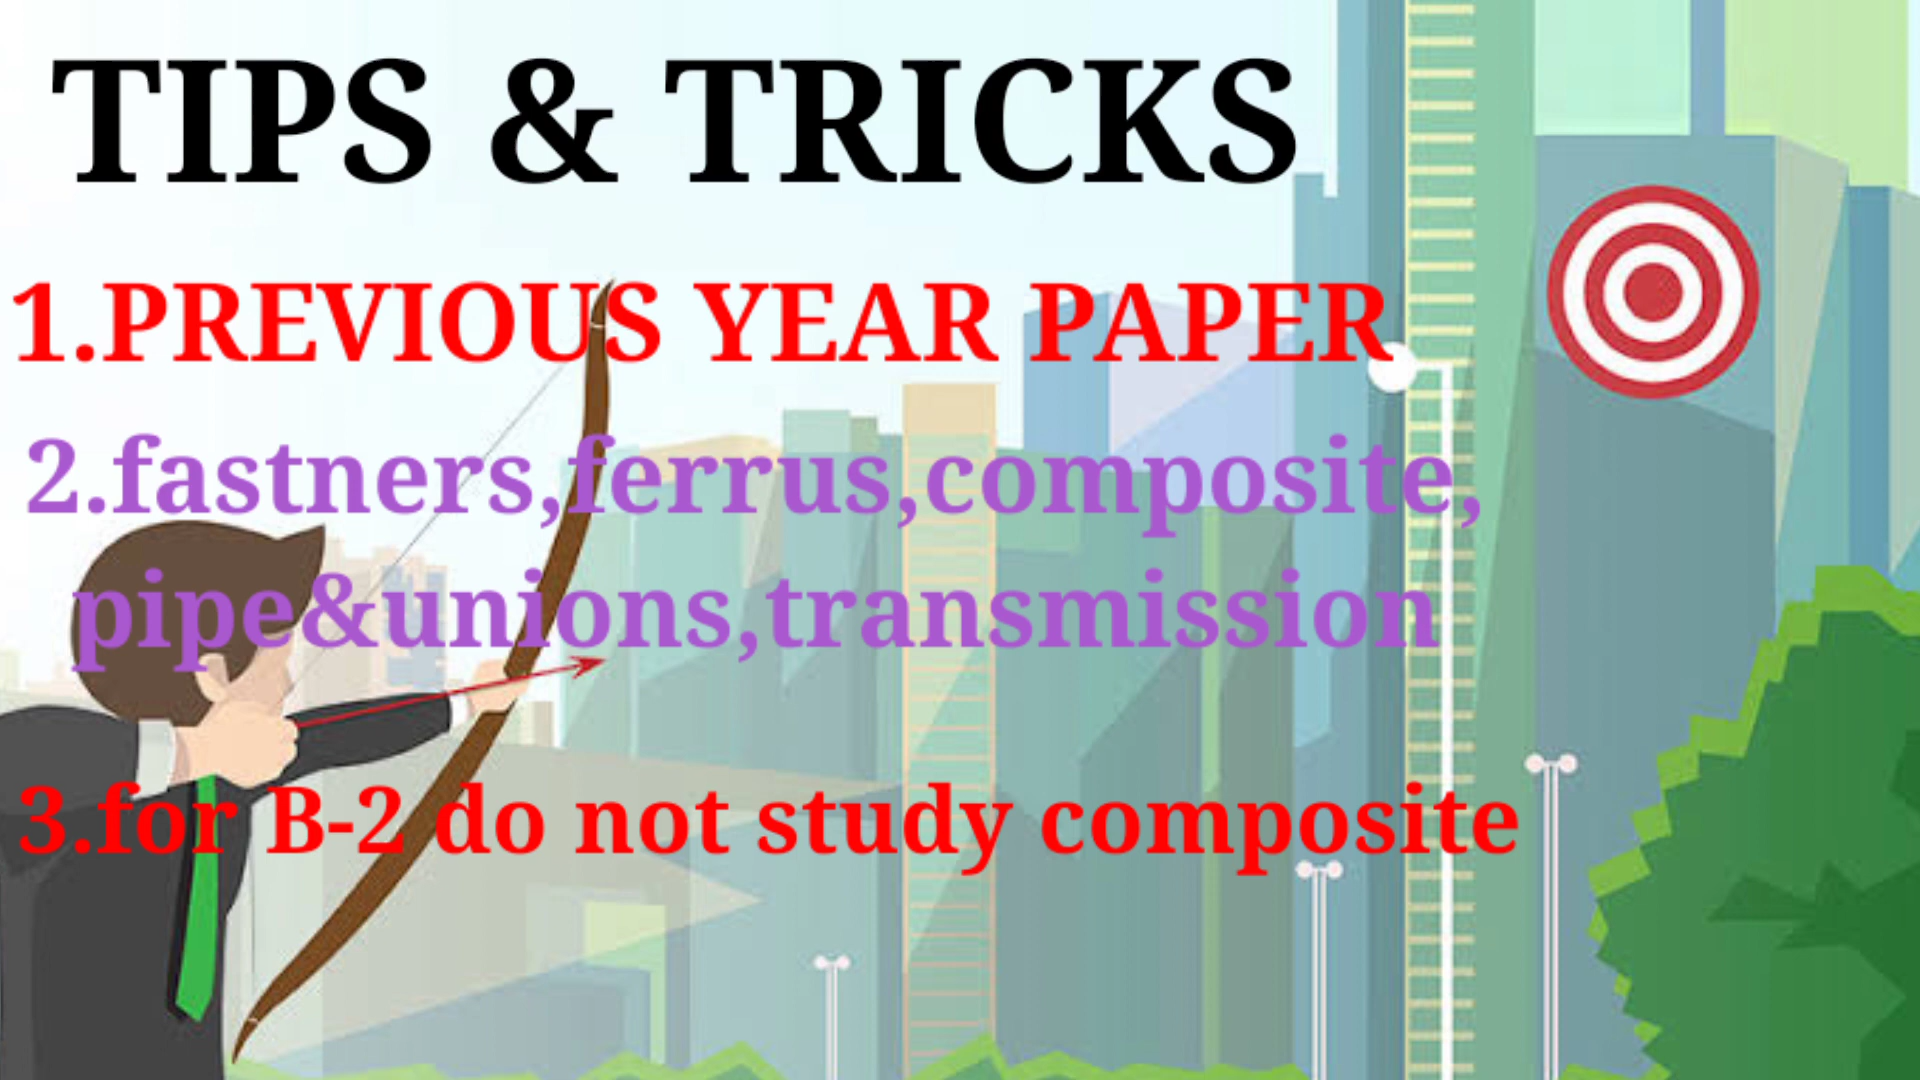 TIPS & TRICKS
1.PREVIOUS YEAR PAPER
2.fastners,ferrus,composite,
pipe&unions,transmission
3.for B-2 do not study composite